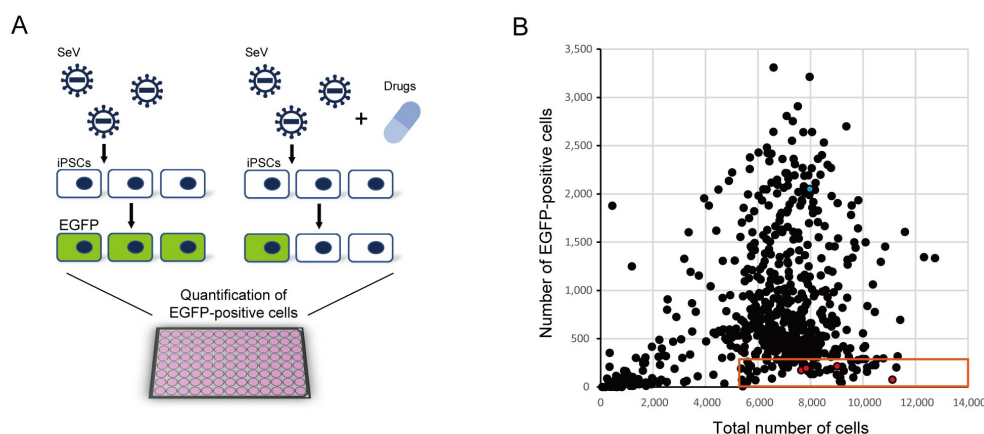 A
SeV
SeV
Drugs
+
iPSCs
iPSCs
EGFP
Quantification of
EGFP-positive cells
B
Number of EGFP-positive cells
3,500
3,000
2,500
2,000
1,500
1,000
500
0
0
2,000
4,000
6,000
8,000
10,000
12,000
14,000
Total number of cells